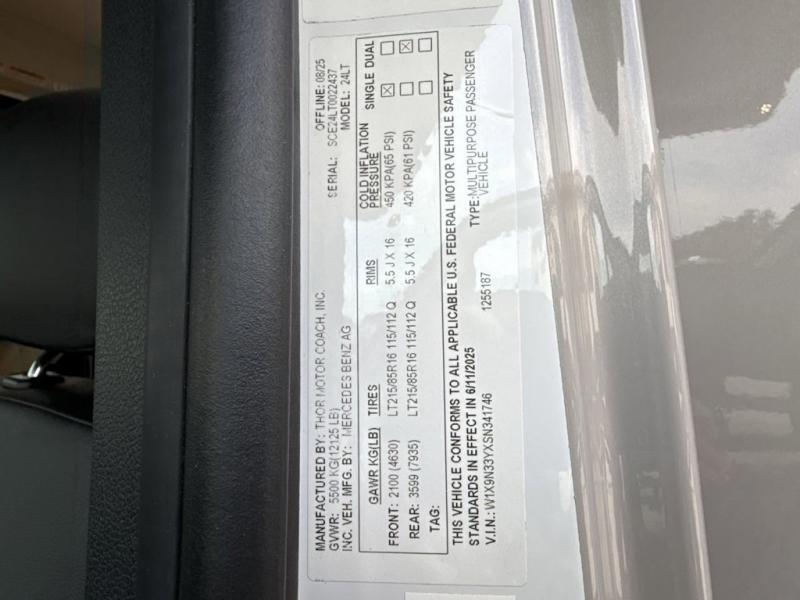 MANUFACTURED BY: THOR MOTOR COACH, INC. OFFLINE: 08/25
GVWR: 5500 KG(12125 LB) SERIAL: SCE24LT0022437
INC. VEH. MFG. BY: MERCEDES BENZ AG MODEL: 24LT
GAWR KG(LB) TIRES RIMS COLD INFLATION PRESSURE SINGLE DUAL
FRONT: 2100 (4630) LT215/85R16 115/112 Q 5.5 J X 16 450 KPA(65 PSI) ☒ ☐
REAR: 3599 (7935) LT215/85R16 115/112 Q 5.5 J X 16 420 KPA(61 PSI) ☐ ☒
TAG: ☐ ☐
THIS VEHICLE CONFORMS TO ALL APPLICABLE U.S. FEDERAL MOTOR VEHICLE SAFETY
STANDARDS IN EFFECT IN 6/11/2025 TYPE: MULTIPURPOSE PASSENGER VEHICLE
V.I.N.: W1X9N33YXSN341746 1255187